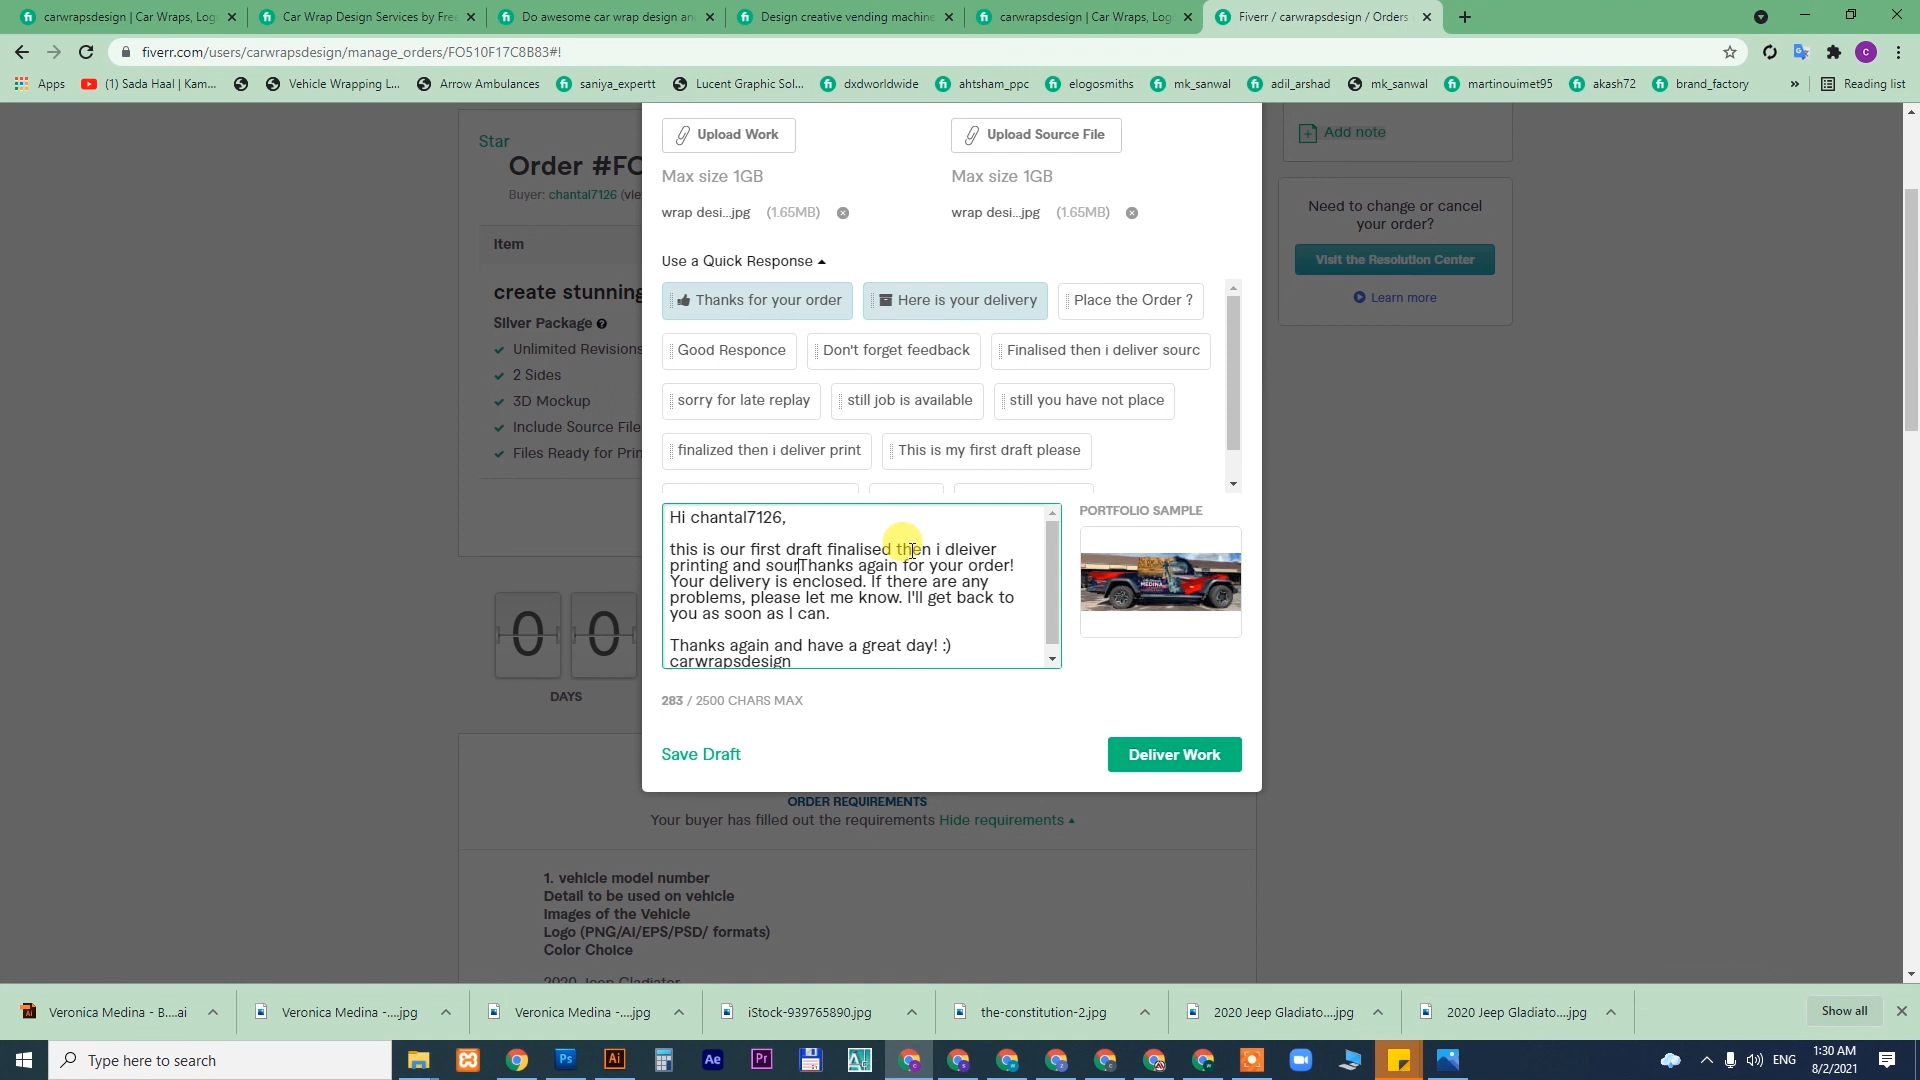 carwrapsdesign | Car Wraps, Log
Car Wrap Design Services by Free
Do awesome car wrap design an
Design creative vending machine
carwrapsdesign | Car Wraps, Log
Fiverr / carwrapsdesign / Orders
fiverr.com/users/carwrapsdesign/manage_orders/FO510F17C8B83#!
Apps
(1) Sada Haal | Kam...
Vehicle Wrapping L...
Arrow Ambulances
saniya_expertt
Lucent Graphic Sol...
dxdworldwide
ahtsham_ppc
elogosmiths
mk_sanwal
adil_arshad
mk_sanwal
martinouimet95
akash72
brand_factory
»
Reading list
Star
Order #FO
Buyer: chantal7126 (vie
Item
create stunning
Silver Package
Unlimited Revisions
2 Sides
3D Mockup
Include Source File
Files Ready for Prin
0 0
DAYS
Upload Work
Upload Source File
Max size 1GB
Max size 1GB
wrap desi...jpg (1.65MB)
wrap desi...jpg (1.65MB)
Use a Quick Response
Thanks for your order
Here is your delivery
Place the Order ?
Good Responce
Don't forget feedback
Finalised then i deliver sourc
sorry for late replay
still job is available
still you have not place
finalized then i deliver print
This is my first draft please
Hi chantal7126,
this is our first draft finalised then i dleiver
printing and sourThanks again for your order!
Your delivery is enclosed. If there are any
problems, please let me know. I'll get back to
you as soon as I can.
Thanks again and have a great day! :)
carwrapsdesign
PORTFOLIO SAMPLE
MEDINA
283 / 2500 CHARS MAX
Save Draft
Deliver Work
Add note
Need to change or cancel
your order?
Visit the Resolution Center
Learn more
ORDER REQUIREMENTS
Your buyer has filled out the requirements Hide requirements
1. vehicle model number
Detail to be used on vehicle
Images of the Vehicle
Logo (PNG/AI/EPS/PSD/ formats)
Color Choice
2020 Jeep Gladiator
Veronica Medina - B....ai
Veronica Medina -....jpg
Veronica Medina -....jpg
iStock-939765890.jpg
the-constitution-2.jpg
2020 Jeep Gladiato....jpg
2020 Jeep Gladiato....jpg
Show all
Type here to search
Ps
Ai
Ae
Pr
ENG
1:30 AM
8/2/2021